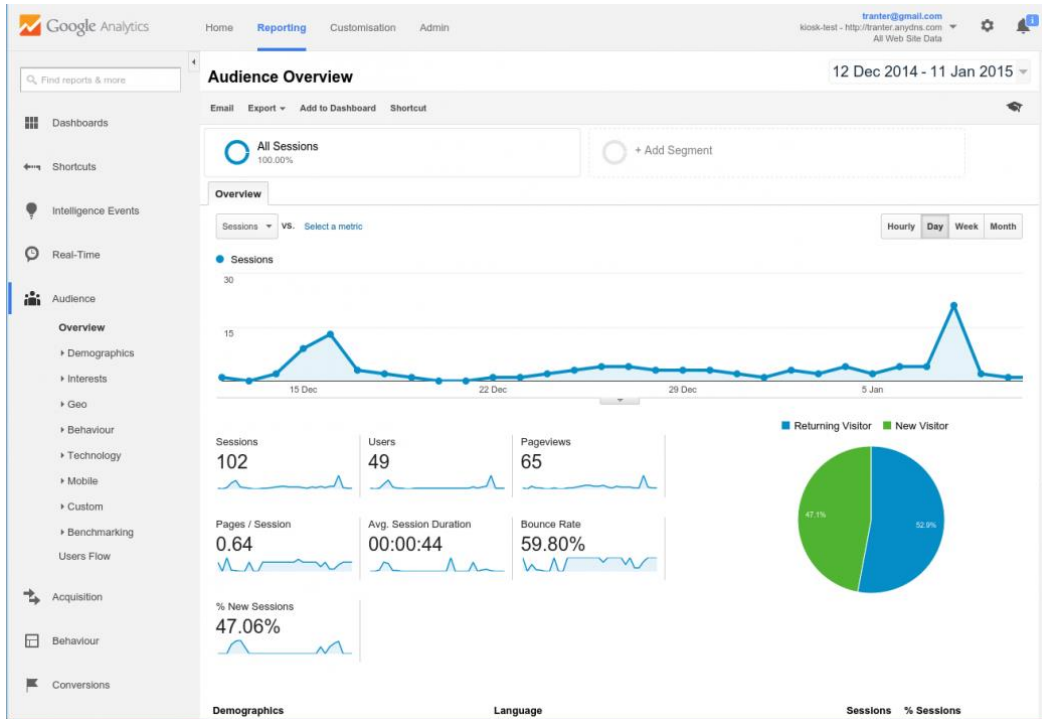 Google Analytics
Home Reporting Customisation Admin
tranter@gmail.com
kiosk-test - http://tranter.anydns.com
All Web Site Data
1
Find reports & more
Dashboards
Shortcuts
Intelligence Events
Real-Time
Audience
Overview
Demographics
Interests
Geo
Behaviour
Technology
Mobile
Custom
Benchmarking
Users Flow
Acquisition
Behaviour
Conversions
Audience Overview
12 Dec 2014 - 11 Jan 2015
Email Export Add to Dashboard Shortcut
All Sessions
100.00%
+ Add Segment
Overview
Sessions VS. Select a metric
Hourly Day Week Month
Sessions
30
15
15 Dec 22 Dec 29 Dec 5 Jan
Returning Visitor New Visitor
47.1% 52.9%
Sessions
102
Users
49
Pageviews
65
Pages / Session
0.64
Avg. Session Duration
00:00:44
Bounce Rate
59.80%
% New Sessions
47.06%
Demographics Language Sessions % Sessions